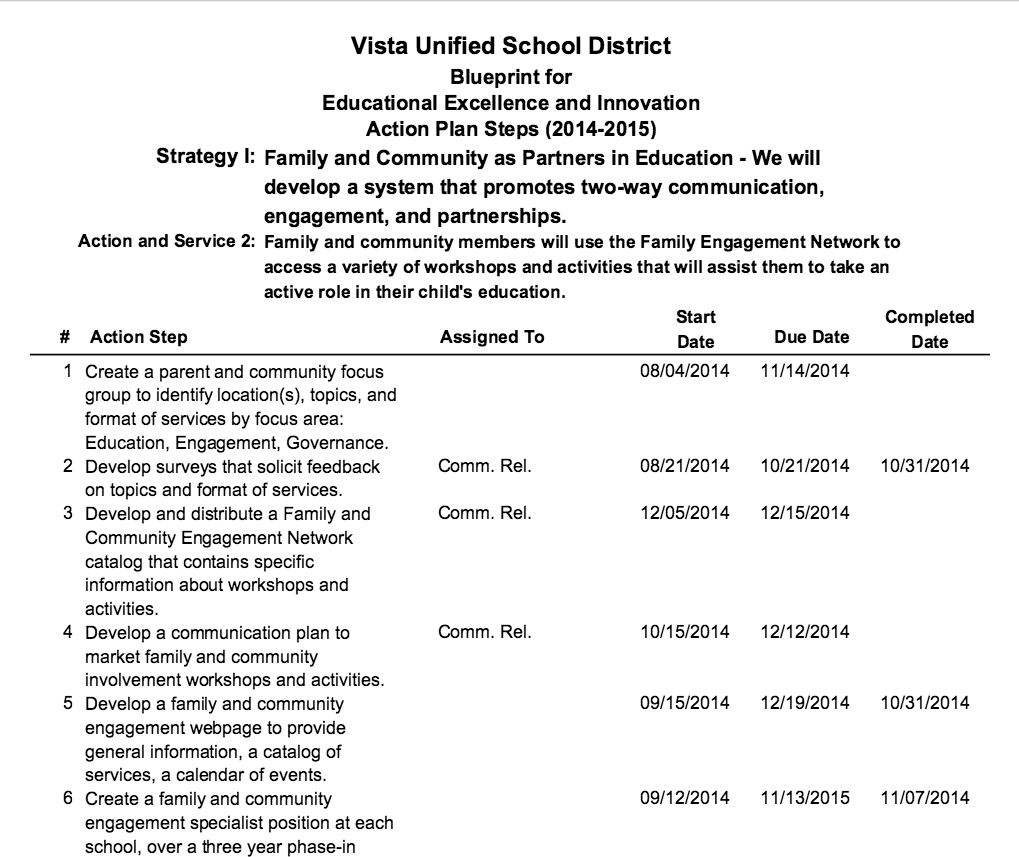 Vista Unified School District
Blueprint for
Educational Excellence and Innovation
Action Plan Steps (2014-2015)
Strategy I: Family and Community as Partners in Education - We will
develop a system that promotes two-way communication,
engagement, and partnerships.
Action and Service 2: Family and community members will use the Family Engagement Network to
access a variety of workshops and activities that will assist them to take an
active role in their child's education.
# Action Step Assigned To Start Date Due Date Completed Date
1 Create a parent and community focus 08/04/2014 11/14/2014
group to identify location(s), topics, and
format of services by focus area:
Education, Engagement, Governance.
2 Develop surveys that solicit feedback Comm. Rel. 08/21/2014 10/21/2014 10/31/2014
on topics and format of services.
3 Develop and distribute a Family and Comm. Rel. 12/05/2014 12/15/2014
Community Engagement Network
catalog that contains specific
information about workshops and
activities.
4 Develop a communication plan to Comm. Rel. 10/15/2014 12/12/2014
market family and community
involvement workshops and activities.
5 Develop a family and community 09/15/2014 12/19/2014 10/31/2014
engagement webpage to provide
general information, a catalog of
services, a calendar of events.
6 Create a family and community 09/12/2014 11/13/2015 11/07/2014
engagement specialist position at each
school, over a three year phase-in